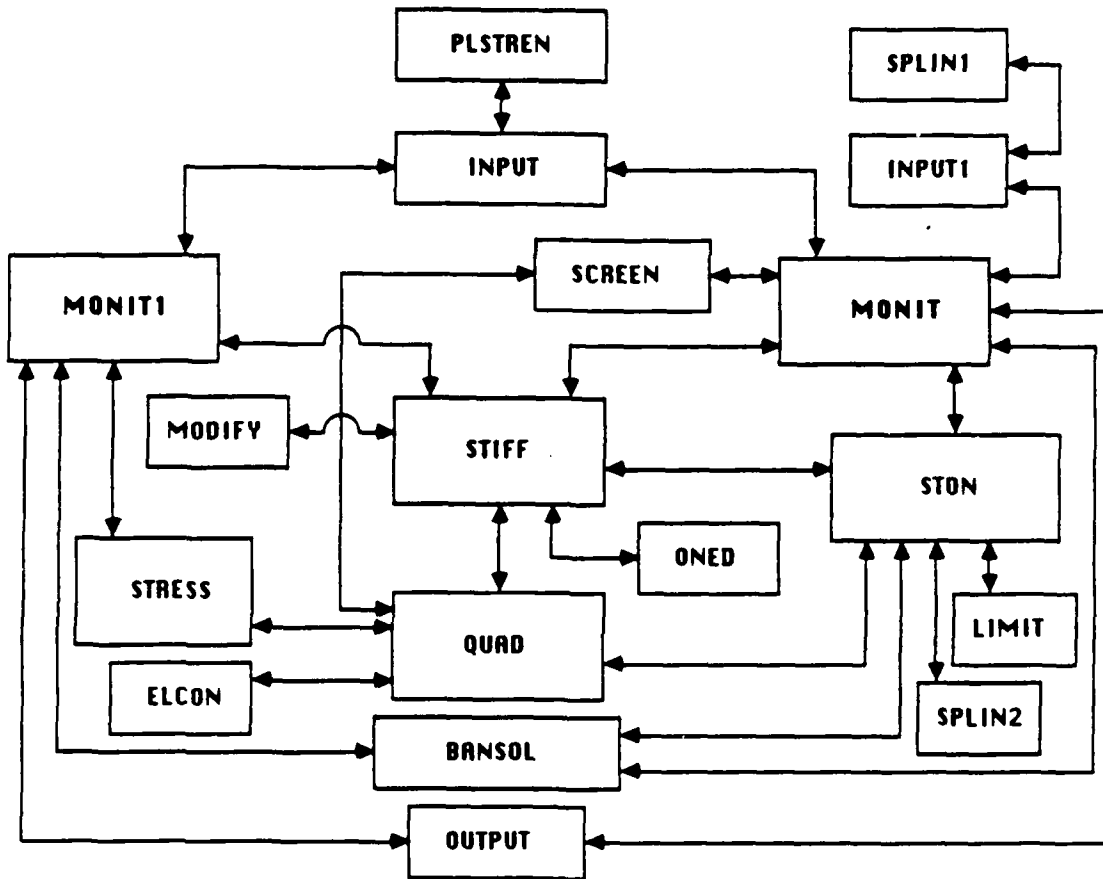 PLSTREN
SPLIN1
INPUT
INPUT1
SCREEN
MONIT1
MONIT
MODIFY
STIFF
STON
ONED
STRESS
QUAD
LIMIT
ELCON
SPLIN2
BANSOL
OUTPUT